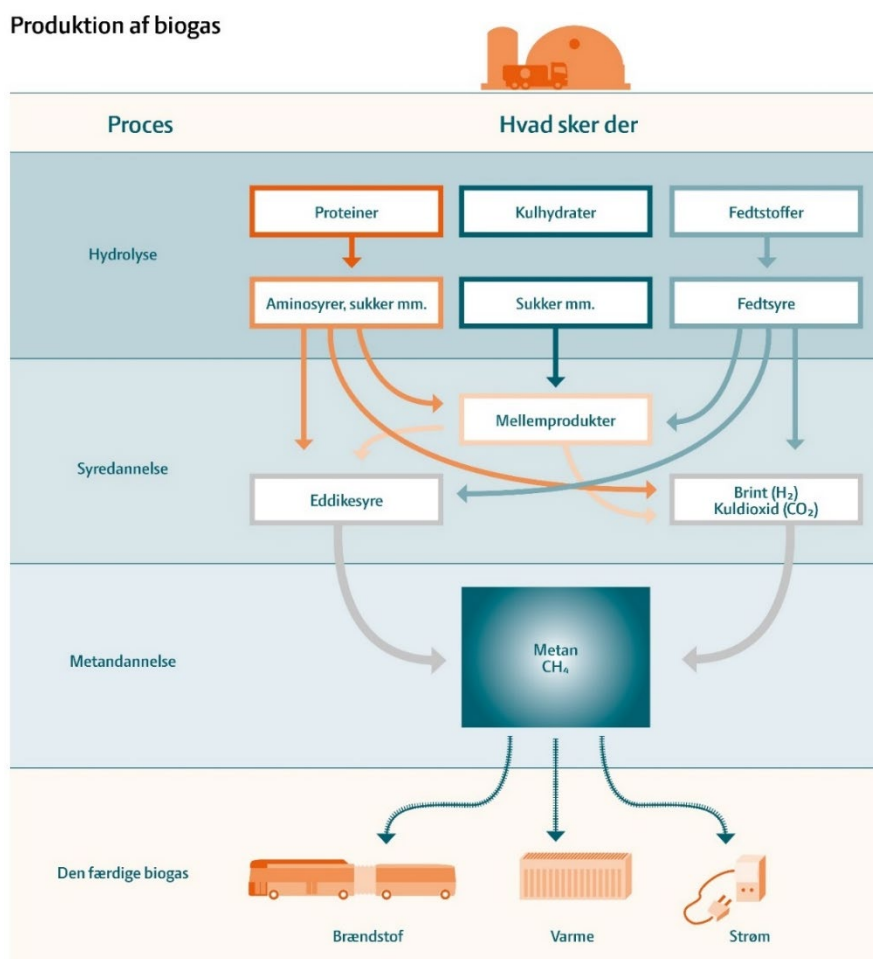 Produktion af biogas
Proces
Hvad sker der
Hydrolyse
Proteiner
Kulhydrater
Fedtstoffer
Aminosyrer, sukker mm.
Sukker mm.
Fedtsyre
Syredannelse
Mellemprodukter
Eddikesyre
Brint (H₂)
Kuldioxid (CO₂)
Metandannelse
Metan
CH₄
Den færdige biogas
Brændstof
Varme
Strøm